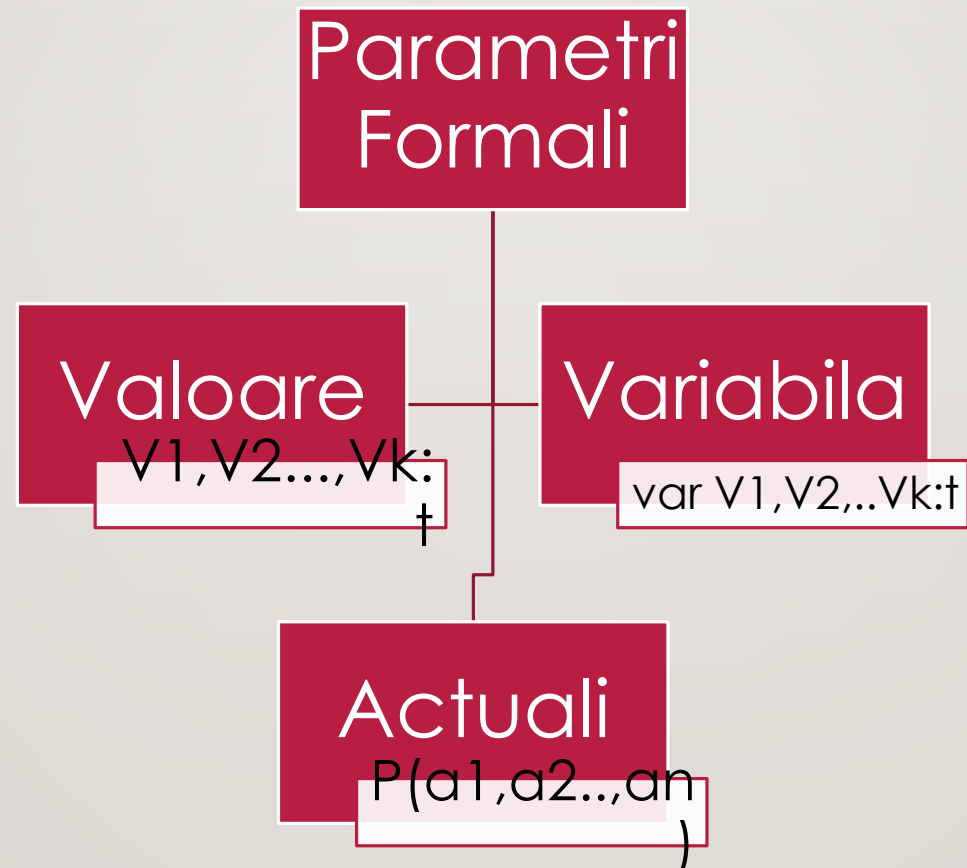 Parametri
Formali
Valoare
V1,V2...,Vk:
t
Variabila
var V1,V2,..Vk:t
Actuali
P(a1,a2..,an
)